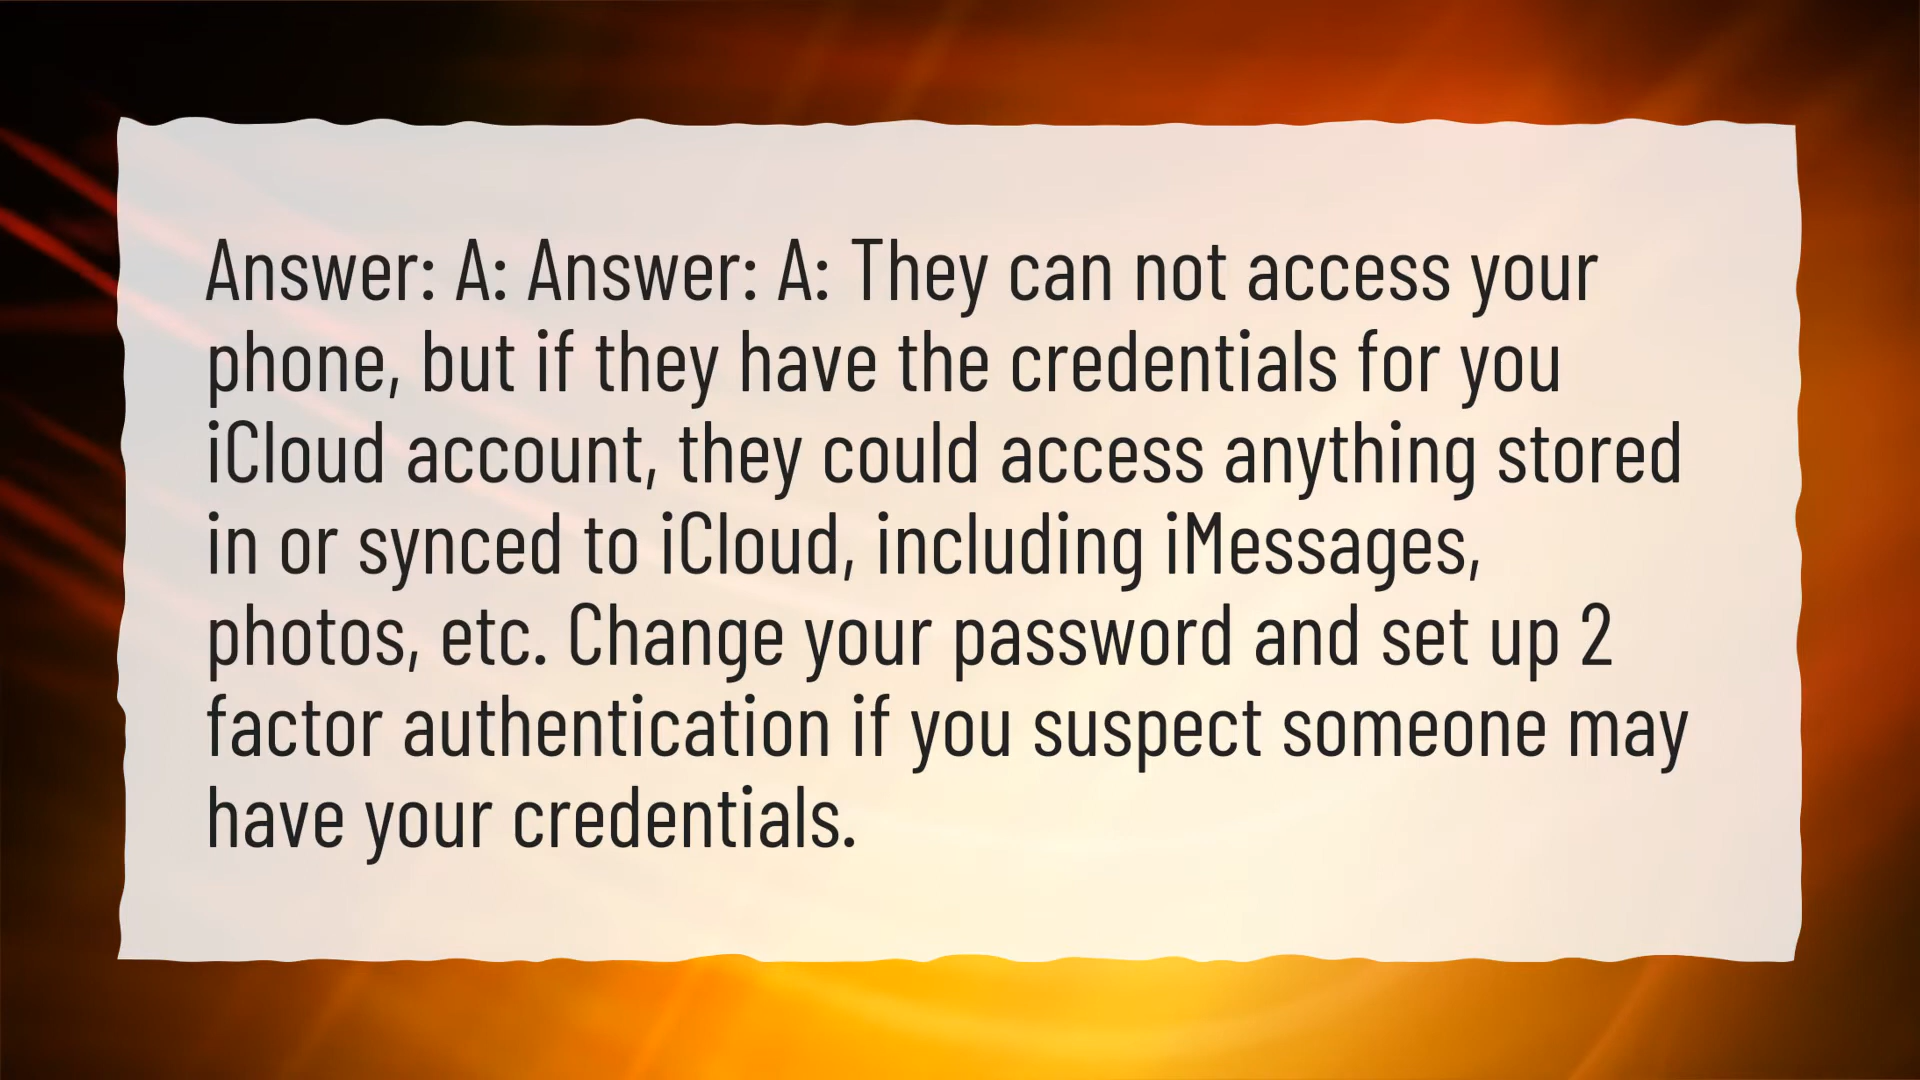 Answer: A: Answer: A: They can not access your
phone, but if they have the credentials for you
iCloud account, they could access anything stored
in or synced to iCloud, including iMessages,
photos, etc. Change your password and set up 2
factor authentication if you suspect someone may
have your credentials.